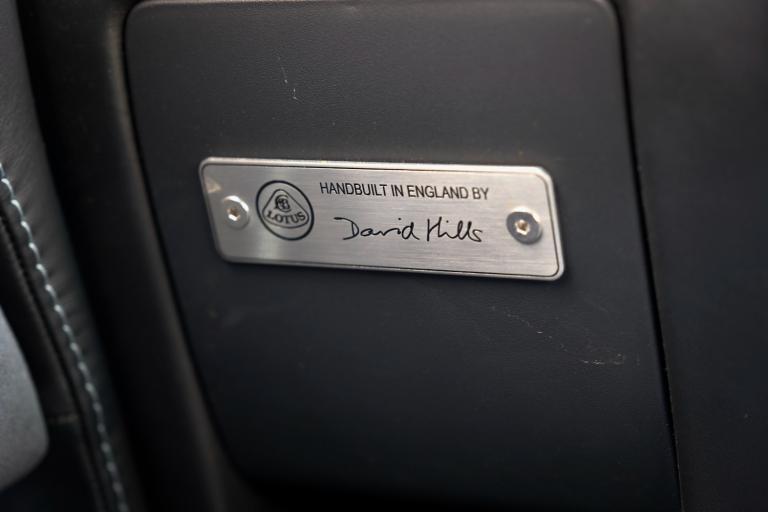 LOTUS
HANDBUILT IN ENGLAND BY
David Hills